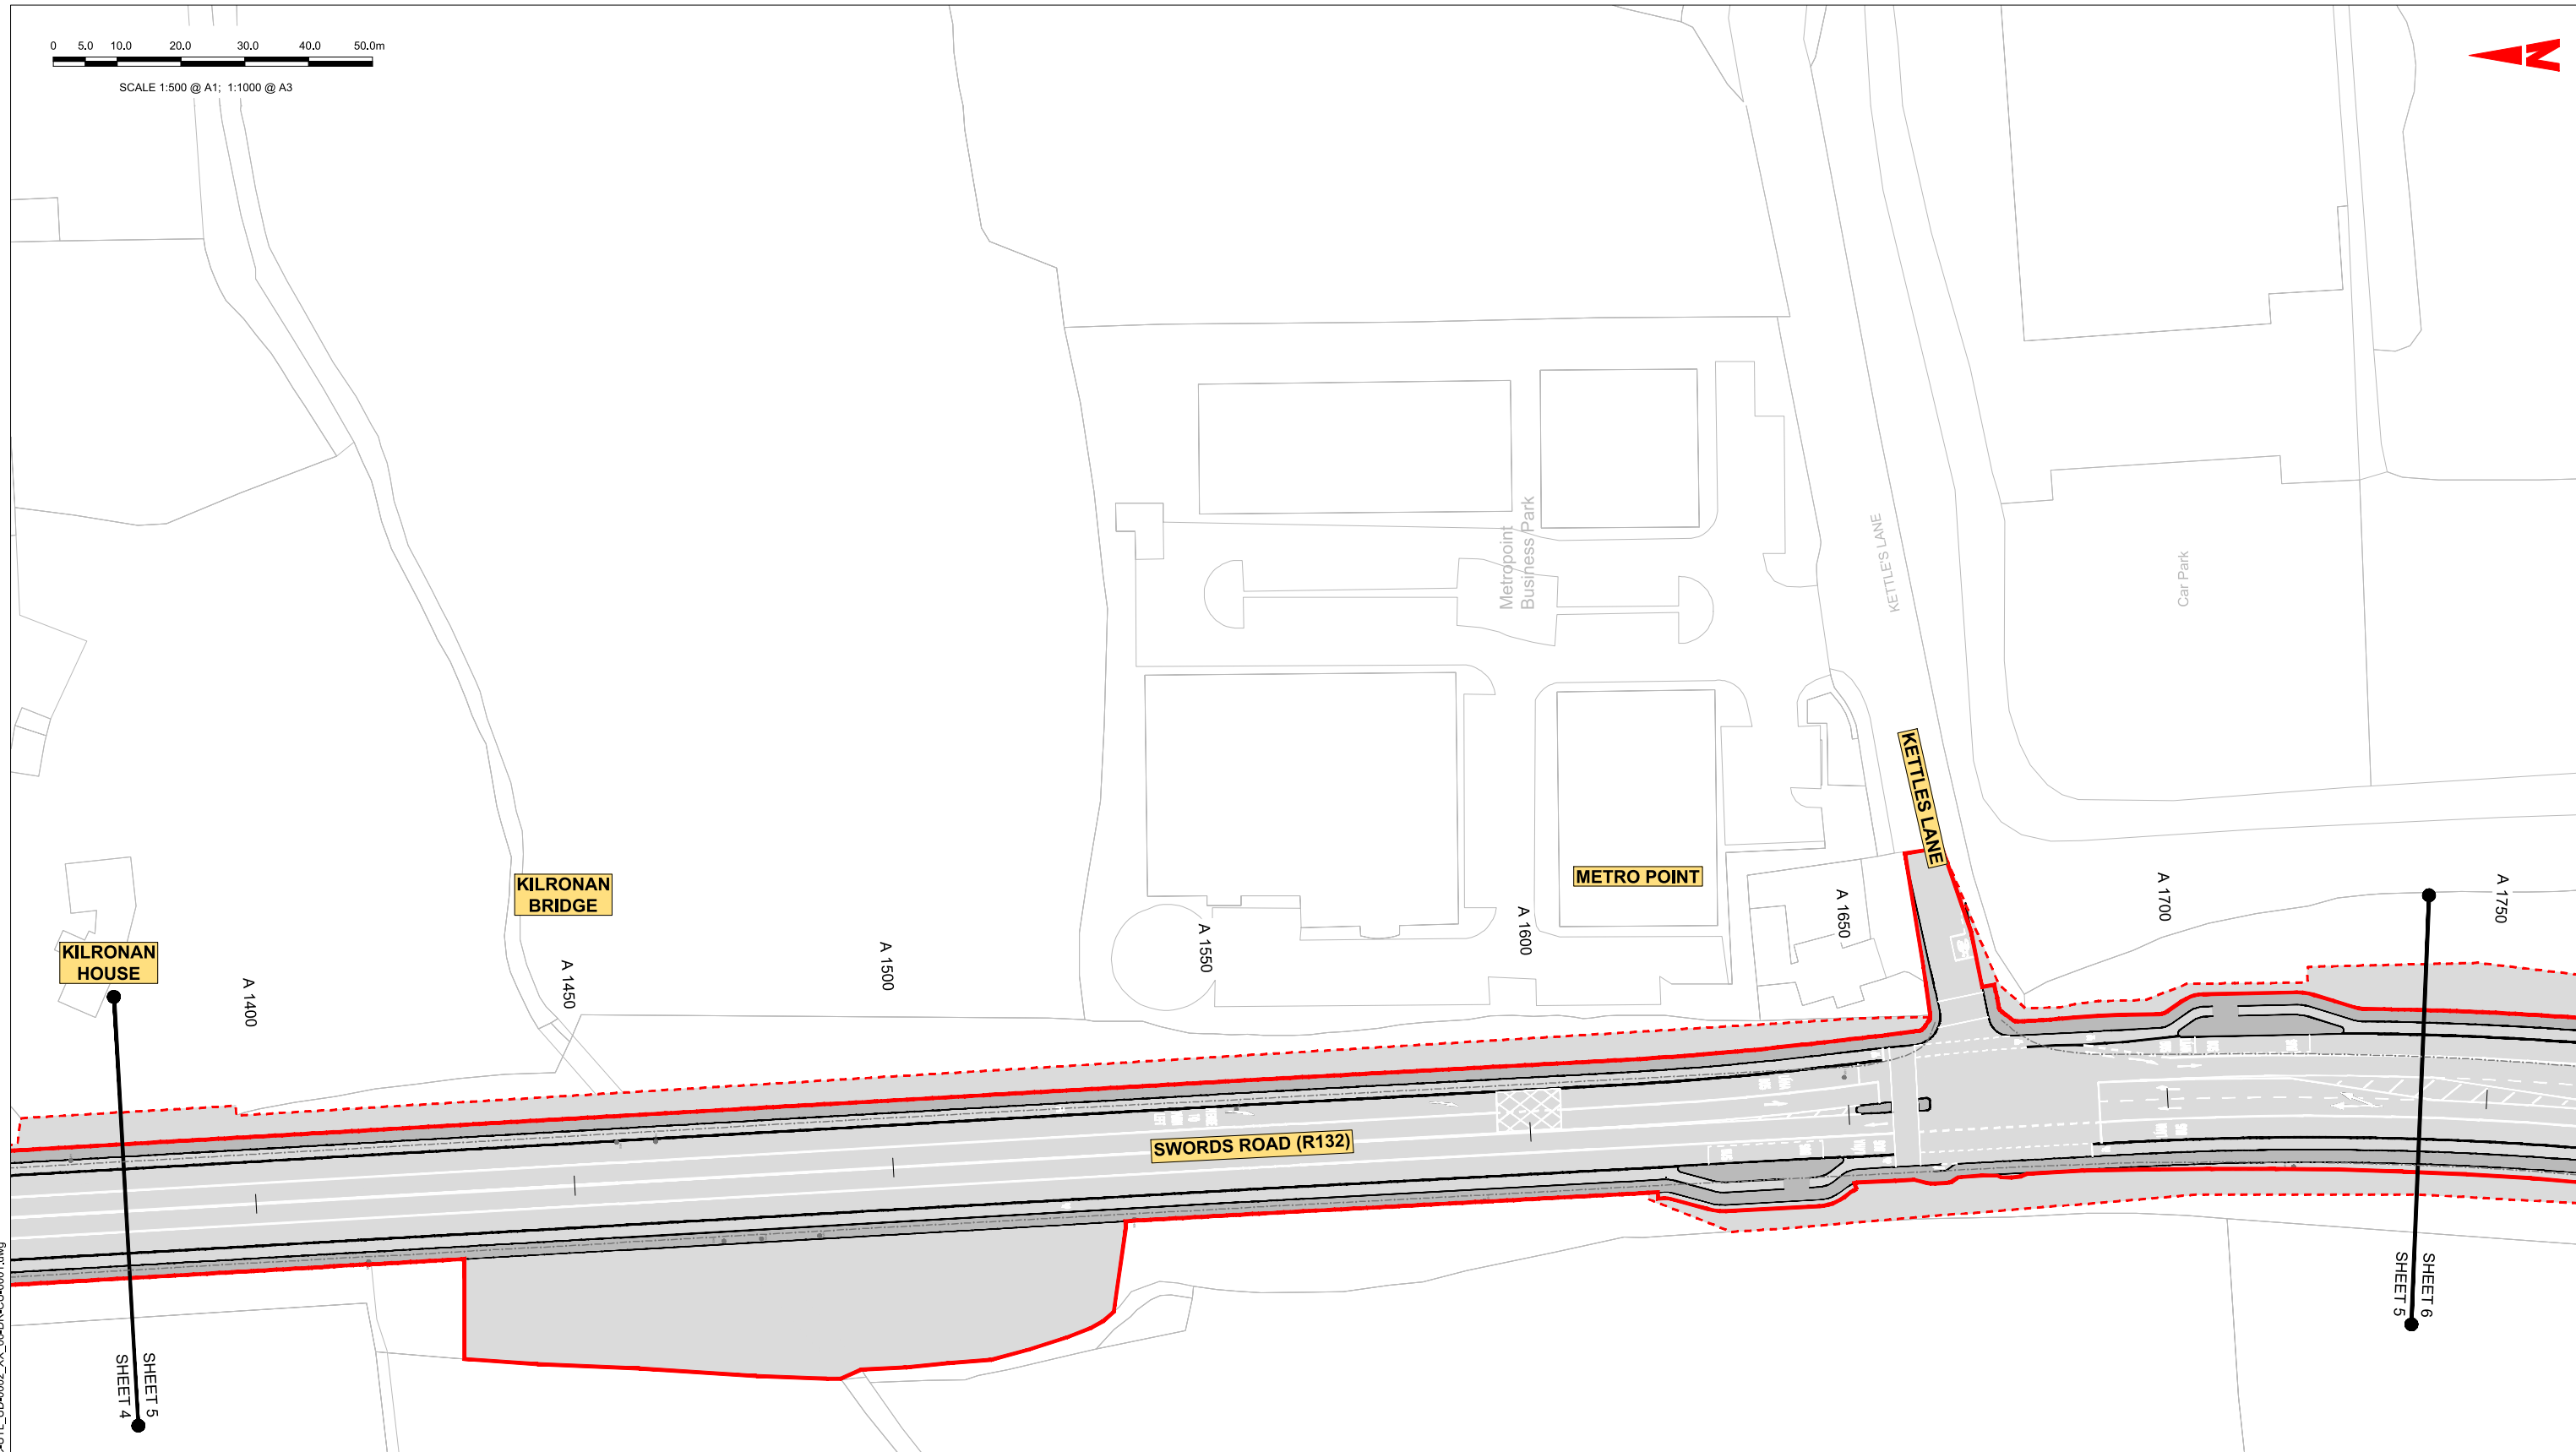 0 5.0 10.0 20.0 30.0 40.0 50.0m
SCALE 1:500 @ A1; 1:1000 @ A3
N
Metropoint
Business Park
KETTLE'S LANE
Car Park
KETTLES LANE
KILRONAN
BRIDGE
METRO POINT
KILRONAN
HOUSE
A 1400
A 1450
A 1500
A 1550
A 1600
A 1650
A 1700
A 1750
SWORDS ROAD (R132)
SHEET 5
SHEET 4
SHEET 6
SHEET 5